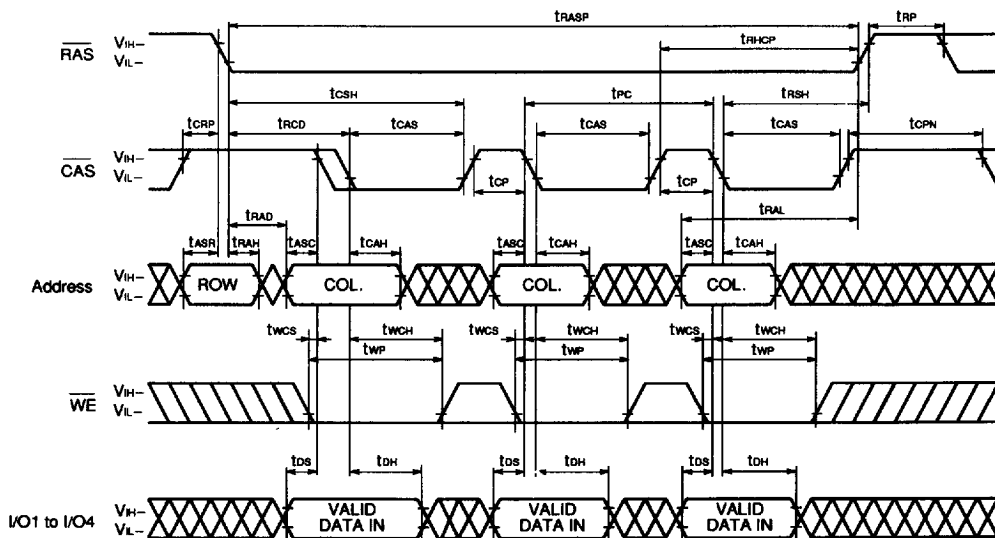 tRASP tRP
tRHCP
RAS VIH–
VIL–
tCSH tPC tRSH
tCRP tRCD tCAS tCAS tCAS tCPN
CAS VIH–
VIL–
tCP tCP
tRAD tRAL
tASR tRAH tASC tCAH tASC tCAH tASC tCAH
Address VIH–
VIL–
ROW COL. COL. COL.
tWCS tWCH tWCS tWCH tWCS tWCH
tWP tWP tWP
WE VIH–
VIL–
tDS tDH tDS tDH tDS tDH
I/O1 to I/O4 VIH–
VIL–
VALID DATA IN VALID DATA IN VALID DATA IN